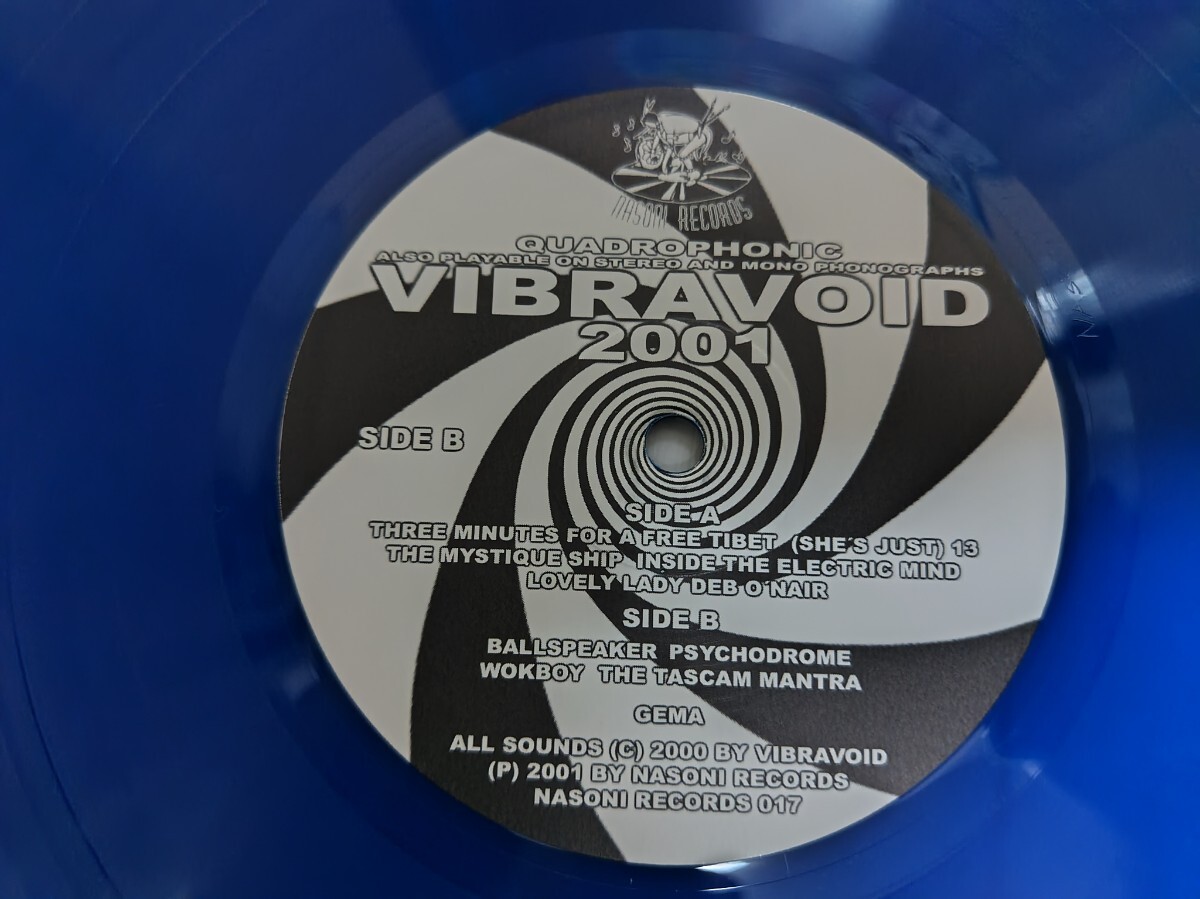 NASONI RECORDS
QUADROPHONIC
ALSO PLAYABLE ON STEREO AND MONO PHONOGRAPHS
VIBRAVOID
2001
SIDE B
SIDE A
THREE MINUTES FOR A FREE TIBET (SHE´S JUST) 13
THE MYSTIQUE SHIP INSIDE THE ELECTRIC MIND
LOVELY LADY DEB O´NAIR
SIDE B
BALLSPEAKER PSYCHODROME
WOKBOY THE TASCAM MANTRA
GEMA
ALL SOUNDS (C) 2000 BY VIBRAVOID
(P) 2001 BY NASONI RECORDS
NASONI RECORDS 017